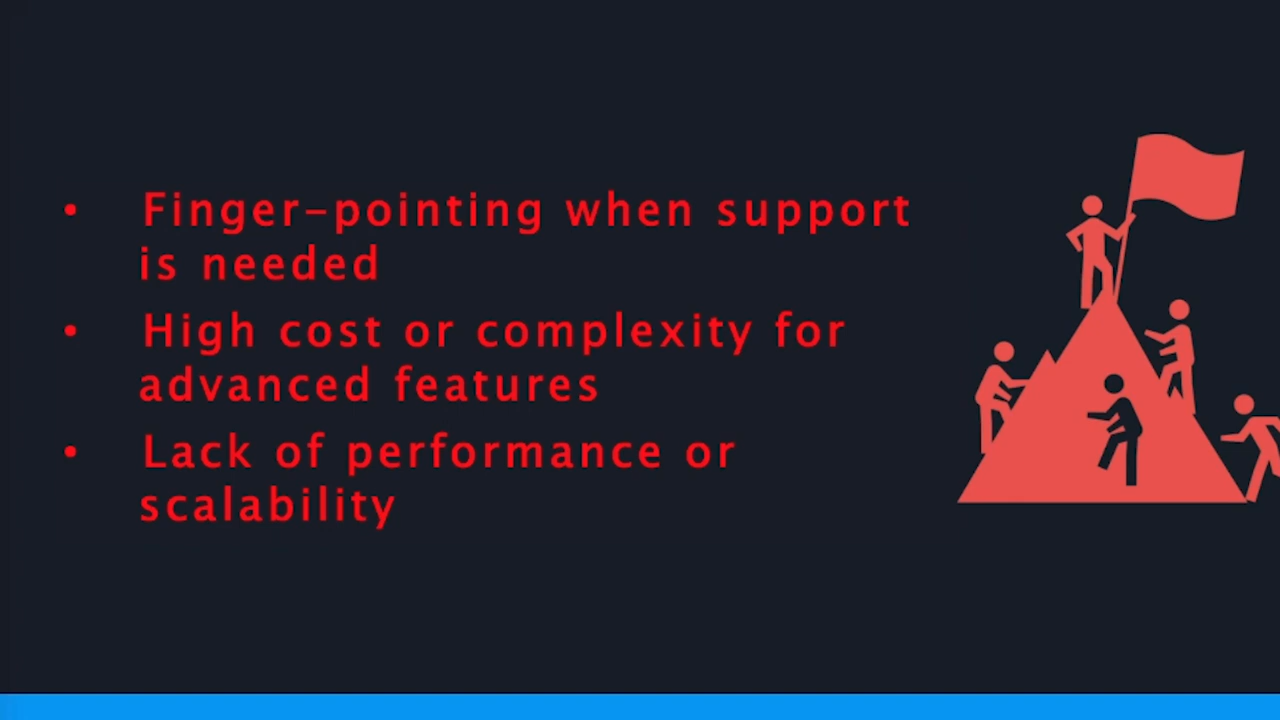 • Finger-pointing when support
is needed
• High cost or complexity for
advanced features
• Lack of performance or
scalability